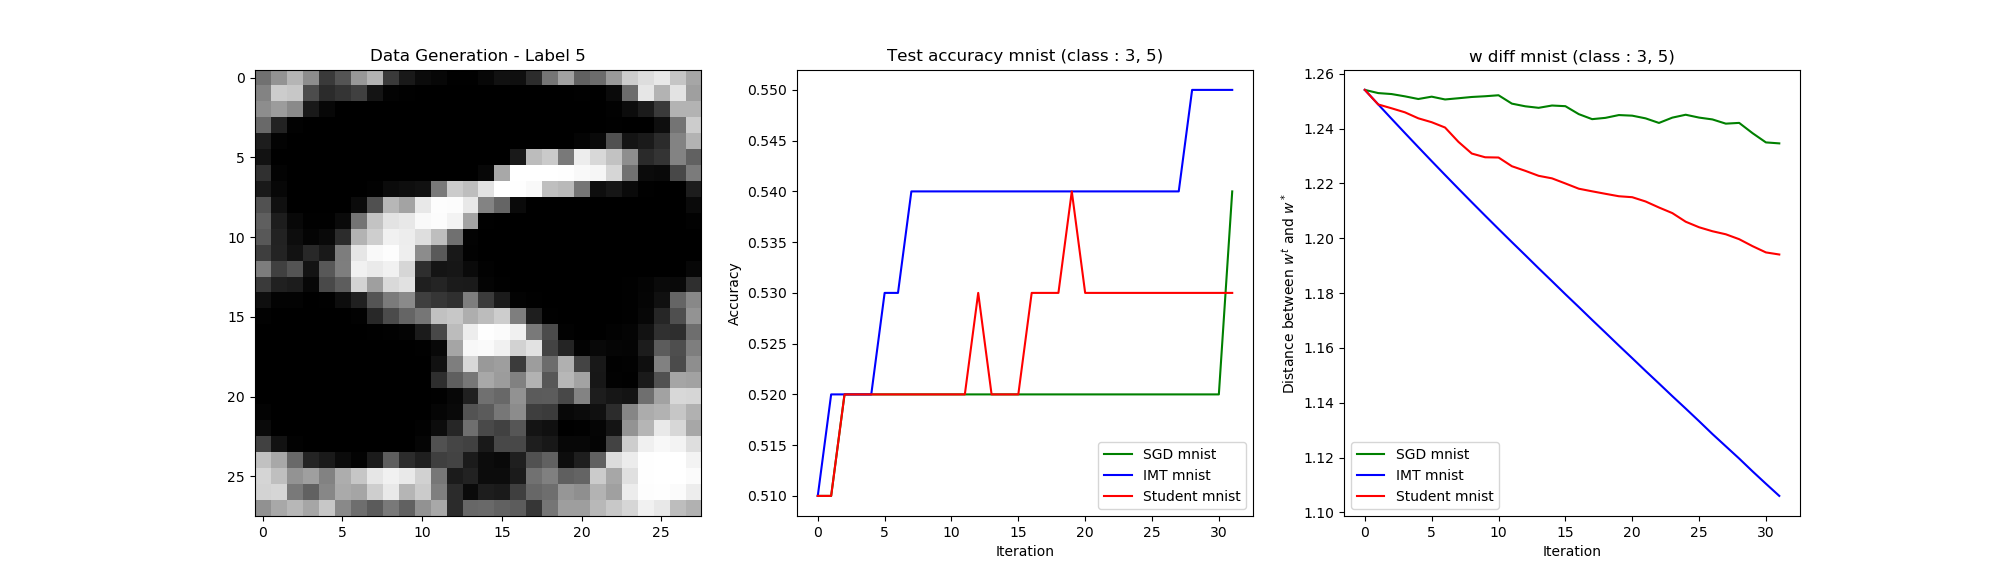 Data Generation - Label 5
0
5
10
15
20
25
0 5 10 15 20 25
Test accuracy mnist (class : 3, 5)
Accuracy
0.550
0.545
0.540
0.535
0.530
0.525
0.520
0.515
0.510
SGD mnist
IMT mnist
Student mnist
0 5 10 15 20 25 30
Iteration
w diff mnist (class : 3, 5)
Distance between w^t and w^*
1.26
1.24
1.22
1.20
1.18
1.16
1.14
1.12
1.10
SGD mnist
IMT mnist
Student mnist
0 5 10 15 20 25 30
Iteration